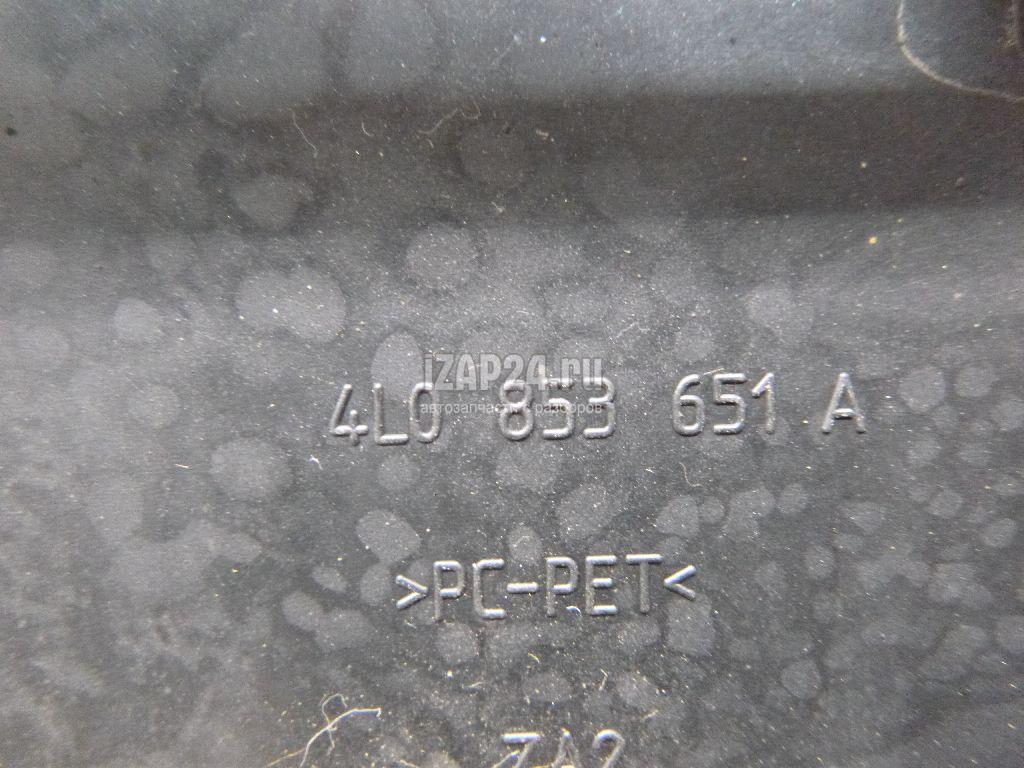 iZAP24.ru
автозапчасти с разборов
4L0 853 651 A
>PC-PET<